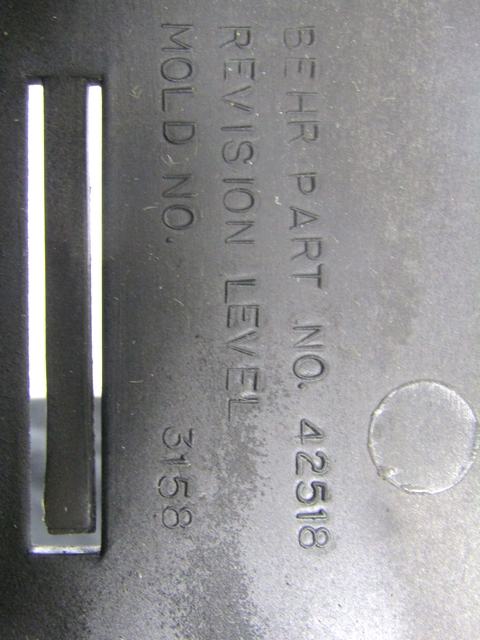 BEHR PART NO. 42518
REVISION LEVEL
MOLD NO. 3158